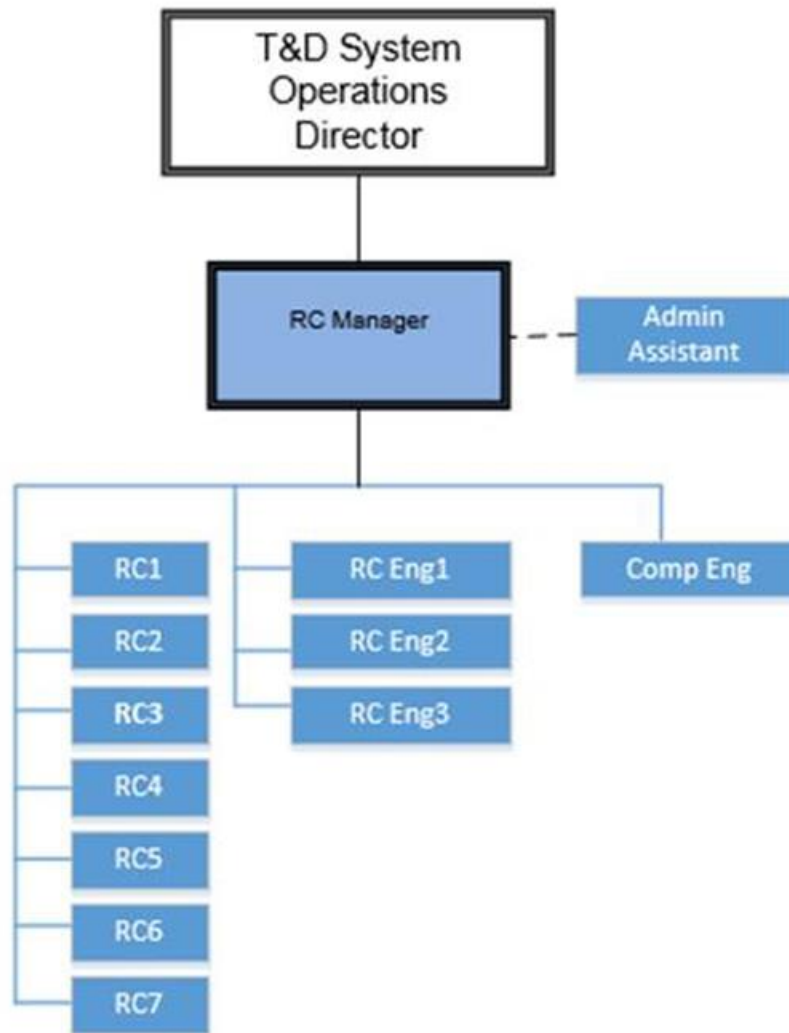 T&D System
Operations
Director
RC Manager
Admin
Assistant
RC1
RC2
RC3
RC4
RC5
RC6
RC7
RC Eng1
RC Eng2
RC Eng3
Comp Eng